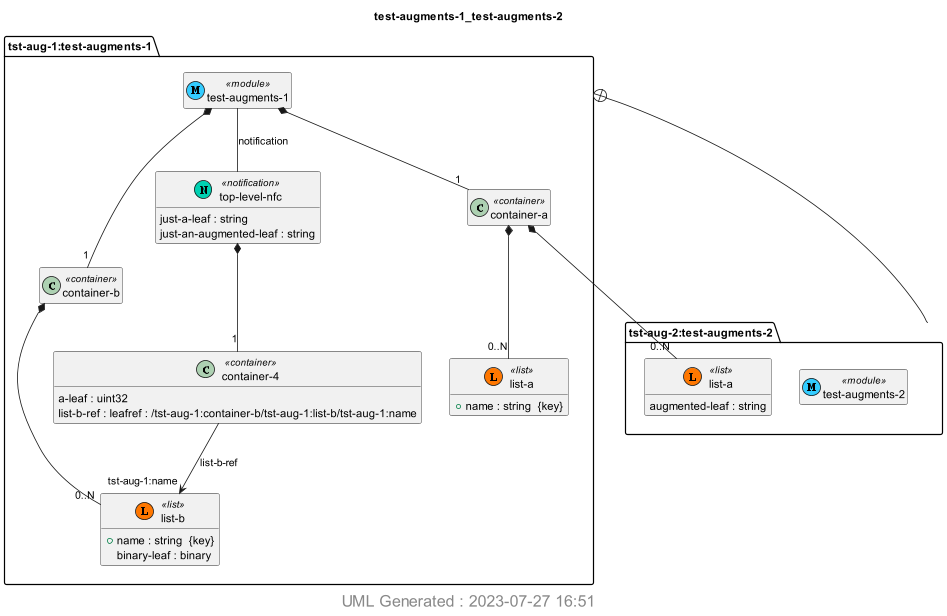 test-augments-1_test-augments-2
tst-aug-1:test-augments-1
M
«module»
test-augments-1
notification
N
«notification»
top-level-nfc
just-a-leaf : string
just-an-augmented-leaf : string
1
C
«container»
container-a
1
C
«container»
container-b
1
C
«container»
container-4
a-leaf : uint32
list-b-ref : leafref : /tst-aug-1:container-b/tst-aug-1:list-b/tst-aug-1:name
0..N
L
«list»
list-a
name : string {key}
list-b-ref
tst-aug-1:name
0..N
L
«list»
list-b
name : string {key}
binary-leaf : binary
tst-aug-2:test-augments-2
0..N
L
«list»
list-a
augmented-leaf : string
M
«module»
test-augments-2
UML Generated : 2023-07-27 16:51